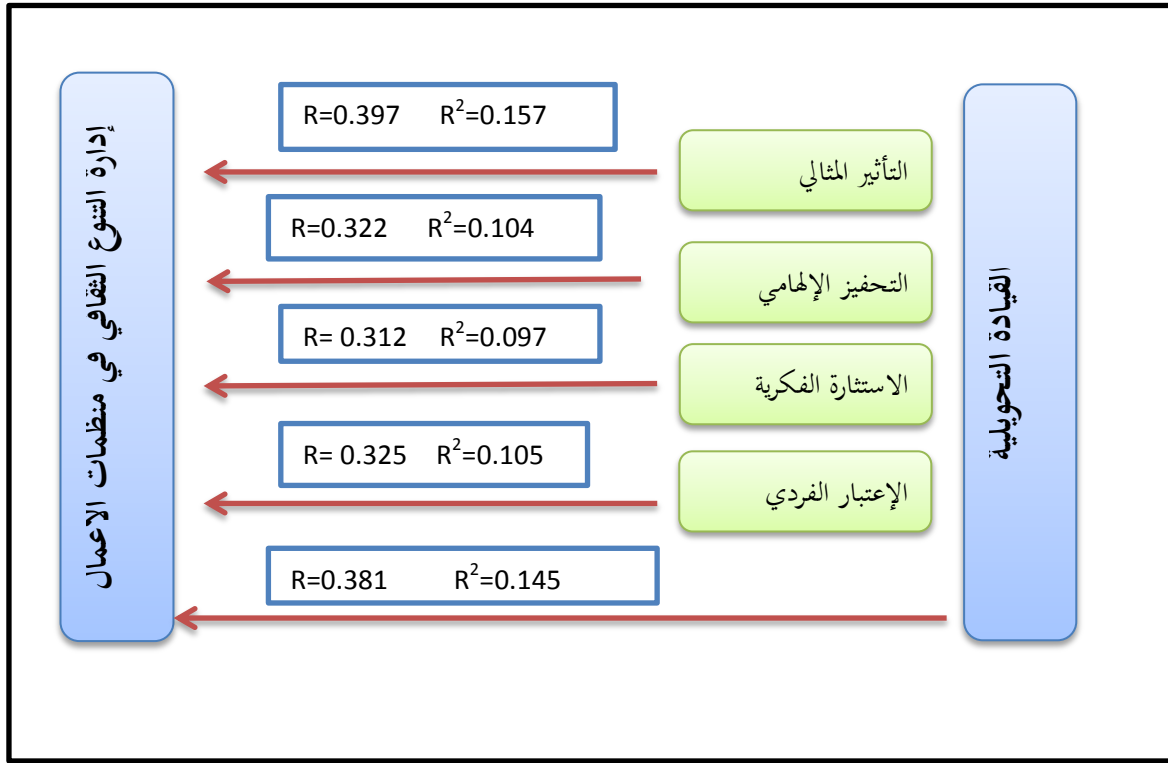 القيادة التحويلية
التأثير المثالي
R=0.397 R²=0.157
التحفيز الإلهامي
R=0.322 R²=0.104
الاستثارة الفكرية
R= 0.312 R²=0.097
الإعتبار الفردي
R= 0.325 R²=0.105
R=0.381 R²=0.145
إدارة التنوع الثقافي في منظمات الاعمال